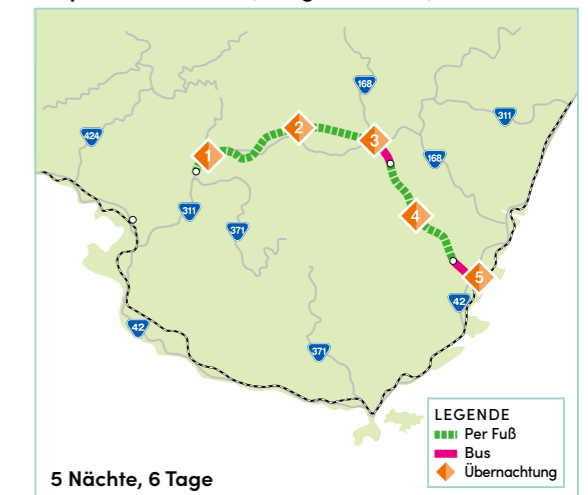 168
311
424
2
3
1
168
311
371
4
5
42
42
371
LEGENDE
Per Fuß
Bus
Übernachtung
5 Nächte, 6 Tage